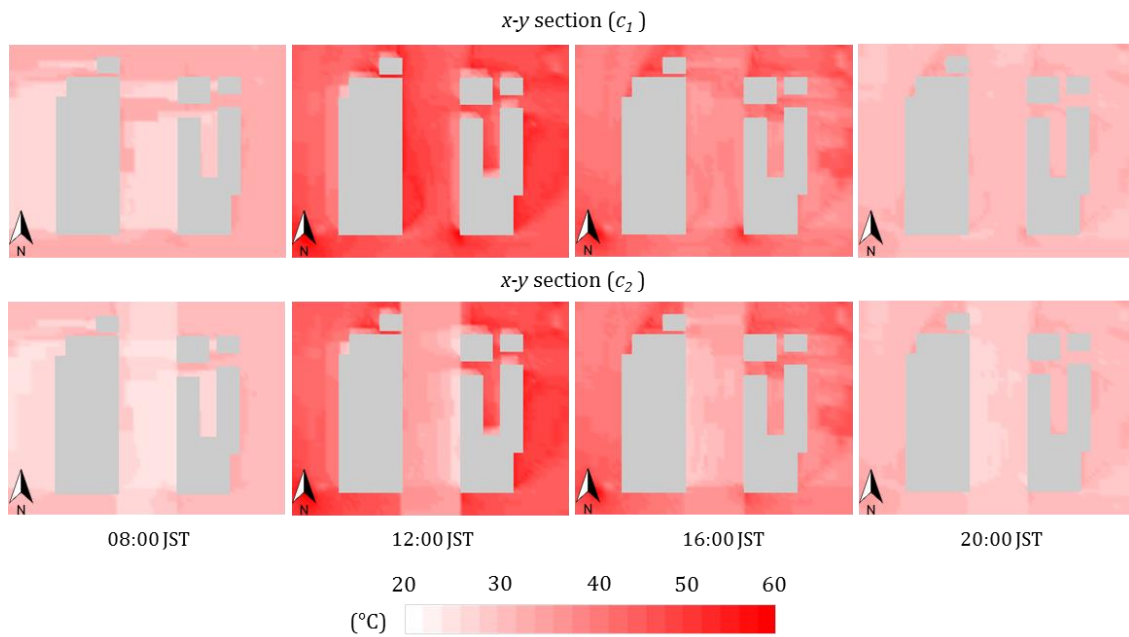 x-y section (c₁ )
N
N
N
N
x-y section (c₂ )
N
N
N
N
08:00 JST 12:00 JST 16:00 JST 20:00 JST
20 30 40 50 60
(°C)